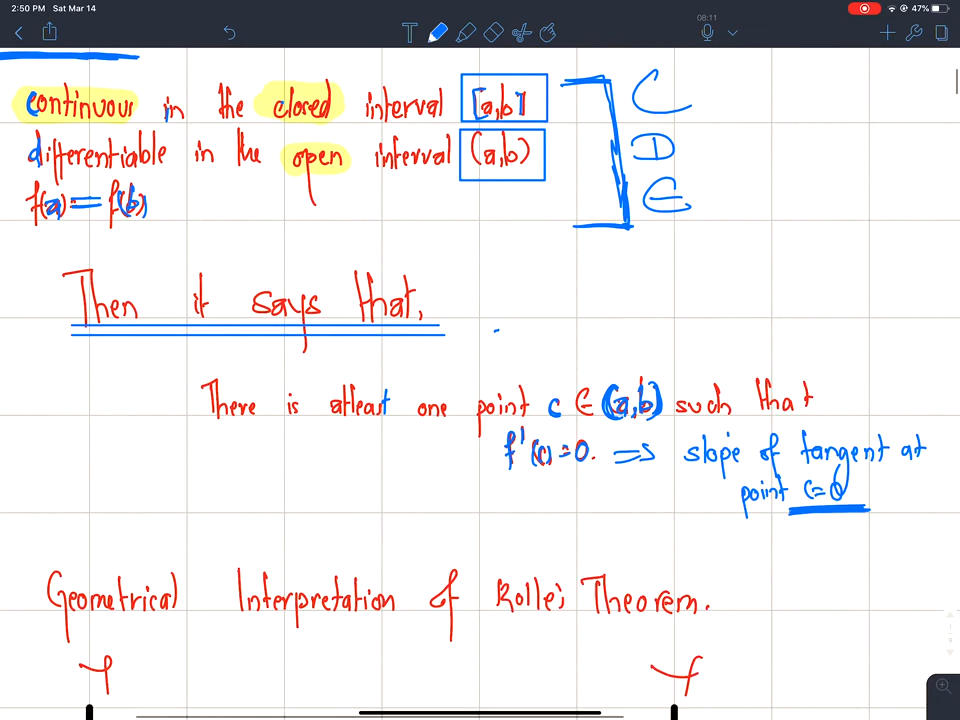 2:50 PM Sat Mar 14
08:11
47%
T
continuous in the closed interval [a,b]
C
differentiable in the open interval (a,b)
D
f(a) = f(b)
E
Then it says that,
There is atleast one point c ∈ (a,b) such that
f'(c) = 0. => slope of tangent at
point c=0
Geometrical Interpretation of Rolle's Theorem.
Y
Y